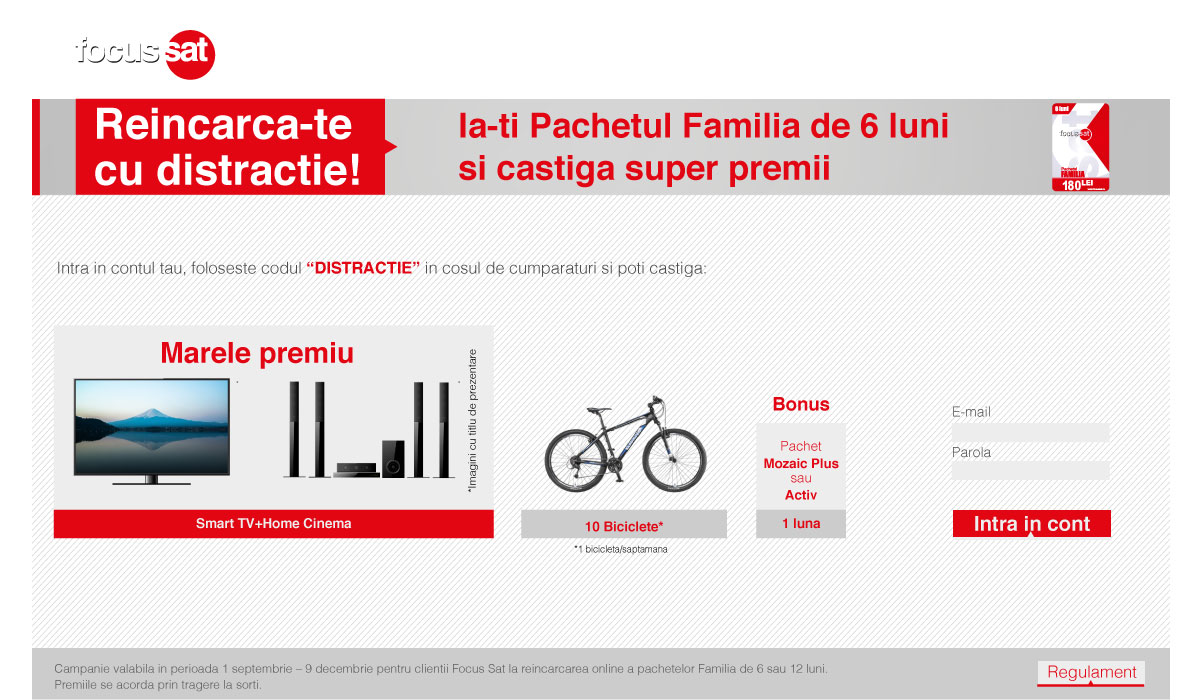 focus sat
Reincarca-te
cu distractie!
Ia-ti Pachetul Familia de 6 luni
si castiga super premii
6 luni
focus sat
Pachetul
FAMILIA
180 LEI
Intra in contul tau, foloseste codul “DISTRACTIE” in cosul de cumparaturi si poti castiga:
Marele premiu
*Imagini cu titlu de prezentare
Smart TV+Home Cinema
10 Biciclete*
*1 bicicleta/saptamana
Bonus
Pachet
Mozaic Plus
sau
Activ
1 luna
E-mail
Parola
Intra in cont
Campanie valabila in perioada 1 septembrie – 9 decembrie pentru clientii Focus Sat la reincarcarea online a pachetelor Familia de 6 sau 12 luni.
Premiile se acorda prin tragere la sorti.
Regulament